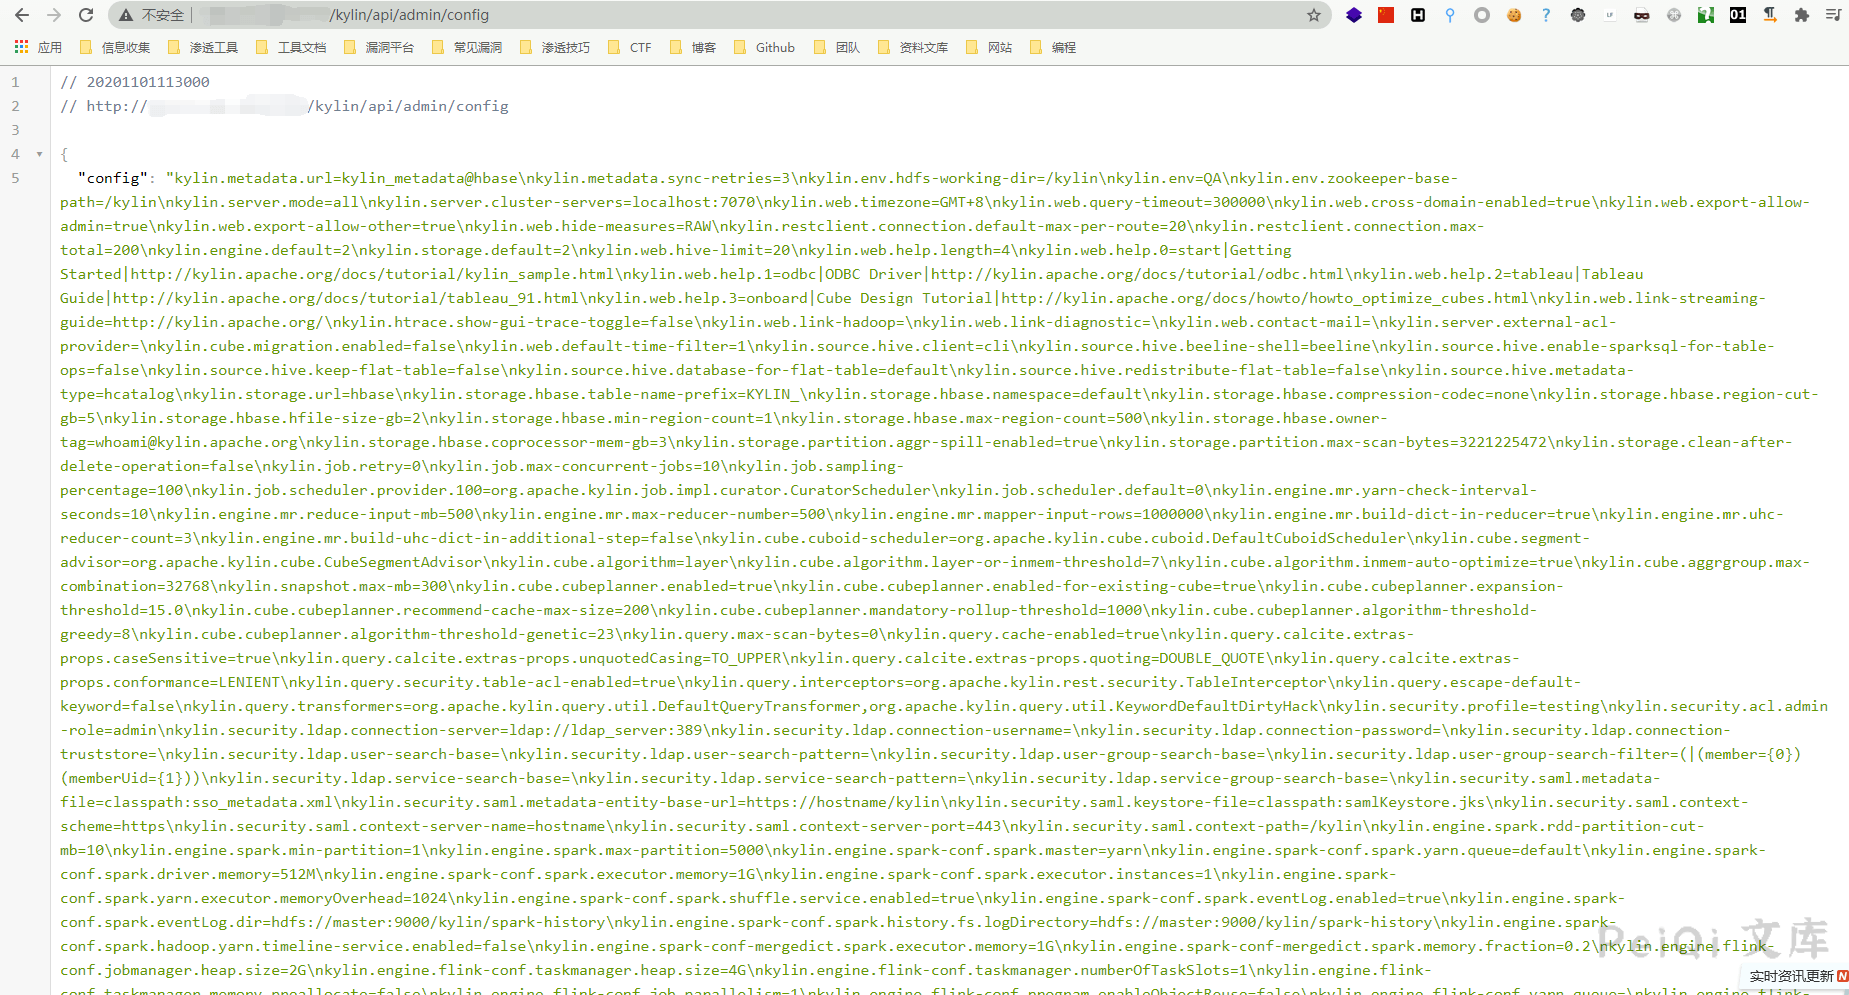 不安全 | /kylin/api/admin/config
应用 信息收集 渗透工具 工具文档 漏洞平台 常见漏洞 渗透技巧 CTF 博客 Github 团队 资料文库 网站 编程
1 // 20201101113000
2 // http:// /kylin/api/admin/config
3
4 {
5 "config": "kylin.metadata.url=kylin_metadata@hbase\nkylin.metadata.sync-retries=3\nkylin.env.hdfs-working-dir=/kylin\nkylin.env=QA\nkylin.env.zookeeper-base-
path=/kylin\nkylin.server.mode=all\nkylin.server.cluster-servers=localhost:7070\nkylin.web.timezone=GMT+8\nkylin.web.query-timeout=300000\nkylin.web.cross-domain-enabled=true\nkylin.web.export-allow-
admin=true\nkylin.web.export-allow-other=true\nkylin.web.hide-measures=RAW\nkylin.restclient.connection.default-max-per-route=20\nkylin.restclient.connection.max-
total=200\nkylin.engine.default=2\nkylin.storage.default=2\nkylin.web.hive-limit=20\nkylin.web.help.length=4\nkylin.web.help.0=start|Getting
Started|http://kylin.apache.org/docs/tutorial/kylin_sample.html\nkylin.web.help.1=odbc|ODBC Driver|http://kylin.apache.org/docs/tutorial/odbc.html\nkylin.web.help.2=tableau|Tableau
Guide|http://kylin.apache.org/docs/tutorial/tableau_91.html\nkylin.web.help.3=onboard|Cube Design Tutorial|http://kylin.apache.org/docs/howto/howto_optimize_cubes.html\nkylin.web.link-streaming-
guide=http://kylin.apache.org/\nkylin.htrace.show-gui-trace-toggle=false\nkylin.web.link-hadoop=\nkylin.web.link-diagnostic=\nkylin.web.contact-mail=\nkylin.server.external-acl-
provider=\nkylin.cube.migration.enabled=false\nkylin.web.default-time-filter=1\nkylin.source.hive.client=cli\nkylin.source.hive.beeline-shell=beeline\nkylin.source.hive.enable-sparksql-for-table-
ops=false\nkylin.source.hive.keep-flat-table=false\nkylin.source.hive.database-for-flat-table=default\nkylin.source.hive.redistribute-flat-table=false\nkylin.source.hive.metadata-
type=hcatalog\nkylin.storage.url=hbase\nkylin.storage.hbase.table-name-prefix=KYLIN_\nkylin.storage.hbase.namespace=default\nkylin.storage.hbase.compression-codec=none\nkylin.storage.hbase.region-cut-
gb=5\nkylin.storage.hbase.hfile-size-gb=2\nkylin.storage.hbase.min-region-count=1\nkylin.storage.hbase.max-region-count=500\nkylin.storage.hbase.owner-
tag=whoami@kylin.apache.org\nkylin.storage.hbase.coprocessor-mem-gb=3\nkylin.storage.partition.aggr-spill-enabled=true\nkylin.storage.partition.max-scan-bytes=3221225472\nkylin.storage.clean-after-
delete-operation=false\nkylin.job.retry=0\nkylin.job.max-concurrent-jobs=10\nkylin.job.sampling-
percentage=100\nkylin.job.scheduler.provider.100=org.apache.kylin.job.impl.curator.CuratorScheduler\nkylin.job.scheduler.default=0\nkylin.engine.mr.yarn-check-interval-
seconds=10\nkylin.engine.mr.reduce-input-mb=500\nkylin.engine.mr.max-reducer-number=500\nkylin.engine.mr.mapper-input-rows=1000000\nkylin.engine.mr.build-dict-in-reducer=true\nkylin.engine.mr.uhc-
reducer-count=3\nkylin.engine.mr.build-uhc-dict-in-additional-step=false\nkylin.cube.cuboid-scheduler=org.apache.kylin.cube.cuboid.DefaultCuboidScheduler\nkylin.cube.segment-
advisor=org.apache.kylin.cube.CubeSegmentAdvisor\nkylin.cube.algorithm=layer\nkylin.cube.algorithm.layer-or-inmem-threshold=7\nkylin.cube.algorithm.inmem-auto-optimize=true\nkylin.cube.aggrgroup.max-
combination=32768\nkylin.snapshot.max-mb=300\nkylin.cube.cubeplanner.enabled=true\nkylin.cube.cubeplanner.enabled-for-existing-cube=true\nkylin.cube.cubeplanner.expansion-
threshold=15.0\nkylin.cube.cubeplanner.recommend-cache-max-size=200\nkylin.cube.cubeplanner.mandatory-rollup-threshold=1000\nkylin.cube.cubeplanner.algorithm-threshold-
greedy=8\nkylin.cube.cubeplanner.algorithm-threshold-genetic=23\nkylin.query.max-scan-bytes=0\nkylin.query.cache-enabled=true\nkylin.query.calcite.extras-
props.caseSensitive=true\nkylin.query.calcite.extras-props.unquotedCasing=TO_UPPER\nkylin.query.calcite.extras-props.quoting=DOUBLE_QUOTE\nkylin.query.calcite.extras-
props.conformance=LENIENT\nkylin.query.security.table-acl-enabled=true\nkylin.query.interceptors=org.apache.kylin.rest.security.TableInterceptor\nkylin.query.escape-default-
keyword=false\nkylin.query.transformers=org.apache.kylin.query.util.DefaultQueryTransformer,org.apache.kylin.query.util.KeywordDefaultDirtyHack\nkylin.security.profile=testing\nkylin.security.acl.admin
-role=admin\nkylin.security.ldap.connection-server=ldap://ldap_server:389\nkylin.security.ldap.connection-username=\nkylin.security.ldap.connection-password=\nkylin.security.ldap.connection-
truststore=\nkylin.security.ldap.user-search-base=\nkylin.security.ldap.user-search-pattern=\nkylin.security.ldap.user-group-search-base=\nkylin.security.ldap.user-group-search-filter=(|(member={0})
(memberUid={1}))\nkylin.security.ldap.service-search-base=\nkylin.security.ldap.service-search-pattern=\nkylin.security.ldap.service-group-search-base=\nkylin.security.saml.metadata-
file=classpath:sso_metadata.xml\nkylin.security.saml.metadata-entity-base-url=https://hostname/kylin\nkylin.security.saml.keystore-file=classpath:samlKeystore.jks\nkylin.security.saml.context-
scheme=https\nkylin.security.saml.context-server-name=hostname\nkylin.security.saml.context-server-port=443\nkylin.security.saml.context-path=/kylin\nkylin.engine.spark.rdd-partition-cut-
mb=10\nkylin.engine.spark.min-partition=1\nkylin.engine.spark.max-partition=5000\nkylin.engine.spark-conf.spark.master=yarn\nkylin.engine.spark-conf.spark.yarn.queue=default\nkylin.engine.spark-
conf.spark.driver.memory=512M\nkylin.engine.spark-conf.spark.executor.memory=1G\nkylin.engine.spark-conf.spark.executor.instances=1\nkylin.engine.spark-
conf.spark.yarn.executor.memoryOverhead=1024\nkylin.engine.spark-conf.spark.shuffle.service.enabled=true\nkylin.engine.spark-conf.spark.eventLog.enabled=true\nkylin.engine.spark-
conf.spark.eventLog.dir=hdfs://master:9000/kylin/spark-history\nkylin.engine.spark-conf.spark.history.fs.logDirectory=hdfs://master:9000/kylin/spark-history\nkylin.engine.spark-
conf.spark.hadoop.yarn.timeline-service.enabled=false\nkylin.engine.spark-conf-mergedict.spark.executor.memory=1G\nkylin.engine.spark-conf-mergedict.spark.memory.fraction=0.2\nkylin.engine.flink-
conf.jobmanager.heap.size=2G\nkylin.engine.flink-conf.taskmanager.heap.size=4G\nkylin.engine.flink-conf.taskmanager.numberOfTaskSlots=1\nkylin.engine.flink-
conf.taskmanager.memory.preallocate=false\nkylin.engine.flink-conf.job.parallelism=1\nkylin.engine.flink-conf.program.enableObjectReuse=false\nkylin.engine.flink-conf.yarn.queue=\nkylin.engine.flink-
PeiQi 文库
实时资讯更新